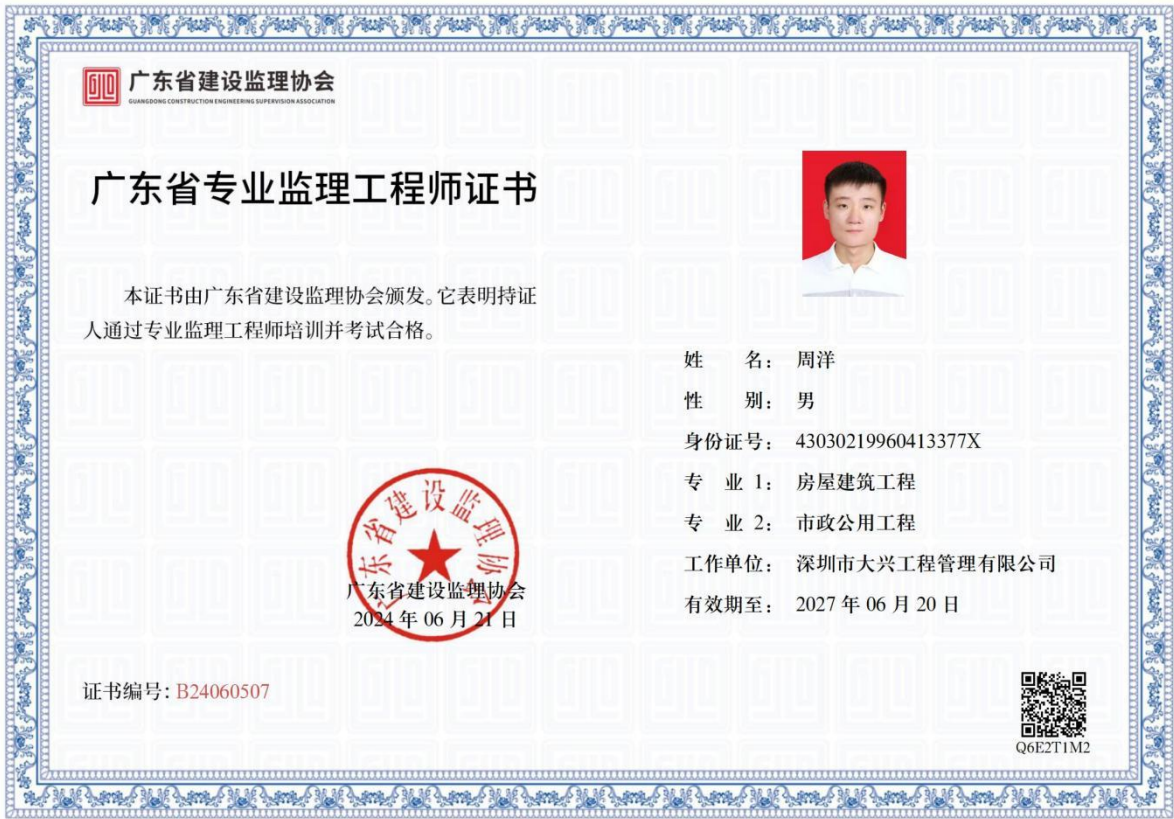 广东省建设监理协会
GUANGDONG CONSTRUCTION ENGINEERING SUPERVISION ASSOCIATION
广东省专业监理工程师证书
本证书由广东省建设监理协会颁发。它表明持证
人通过专业监理工程师培训并考试合格。
姓 名： 周洋
性 别： 男
身份证号： 43030219960413377X
专 业 1： 房屋建筑工程
专 业 2： 市政公用工程
工作单位： 深圳市大兴工程管理有限公司
有效期至： 2027 年 06 月 20 日
广东省建设监理协会
广东省建设监理协会
2024 年 06 月 21 日
证书编号：B24060507
Q6E2T1M2